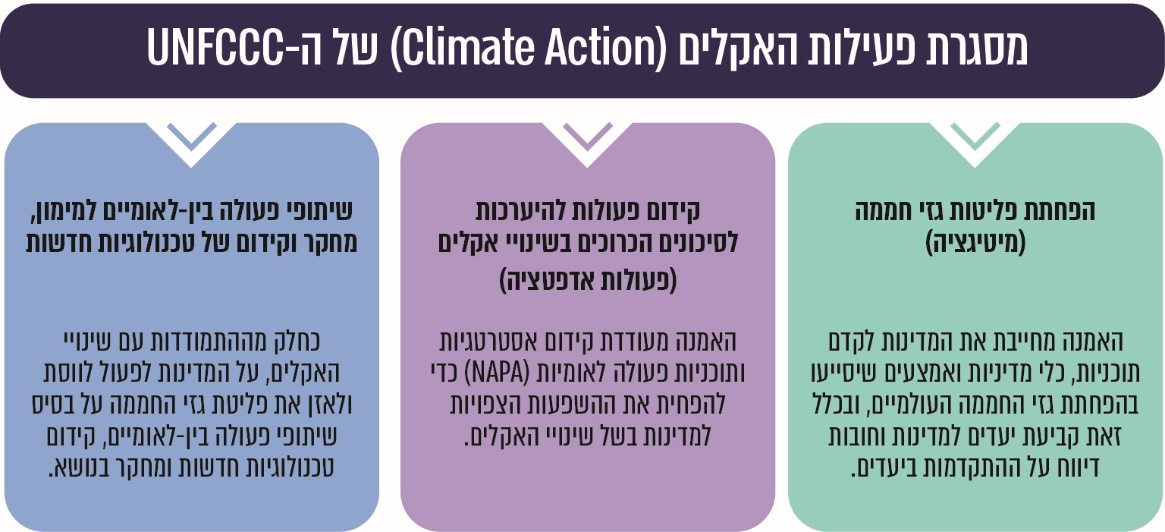 מסגרת פעילות האקלים (Climate Action) של ה-UNFCCC
הפחתת פליטות גזי חממה
(מיטיגציה)
האמנה מחייבת את המדינות לקדם
תוכניות, כלי מדיניות ואמצעים שיסייעו
בהפחתת גזי החממה העולמיים, ובכלל
זאת קביעת יעדים למדינות וחובות
דיווח על ההתקדמות ביעדים.
קידום פעולות להיערכות
לסיכונים הכרוכים בשינויי אקלים
(פעולות אדפטציה)
האמנה מעודדת קידום אסטרטגיות
ותוכניות פעולה לאומיות (NAPA) כדי
להפחית את ההשפעות הצפויות
למדינות בשל שינויי האקלים.
שיתופי פעולה בין-לאומיים למימון,
מחקר וקידום של טכנולוגיות חדשות
כחלק מההתמודדות עם שינויי
האקלים, על המדינות לפעול לווסת
ולאזן את פליטת גזי החממה על בסיס
שיתופי פעולה בין-לאומיים, קידום
טכנולוגיות חדשות ומחקר בנושא.